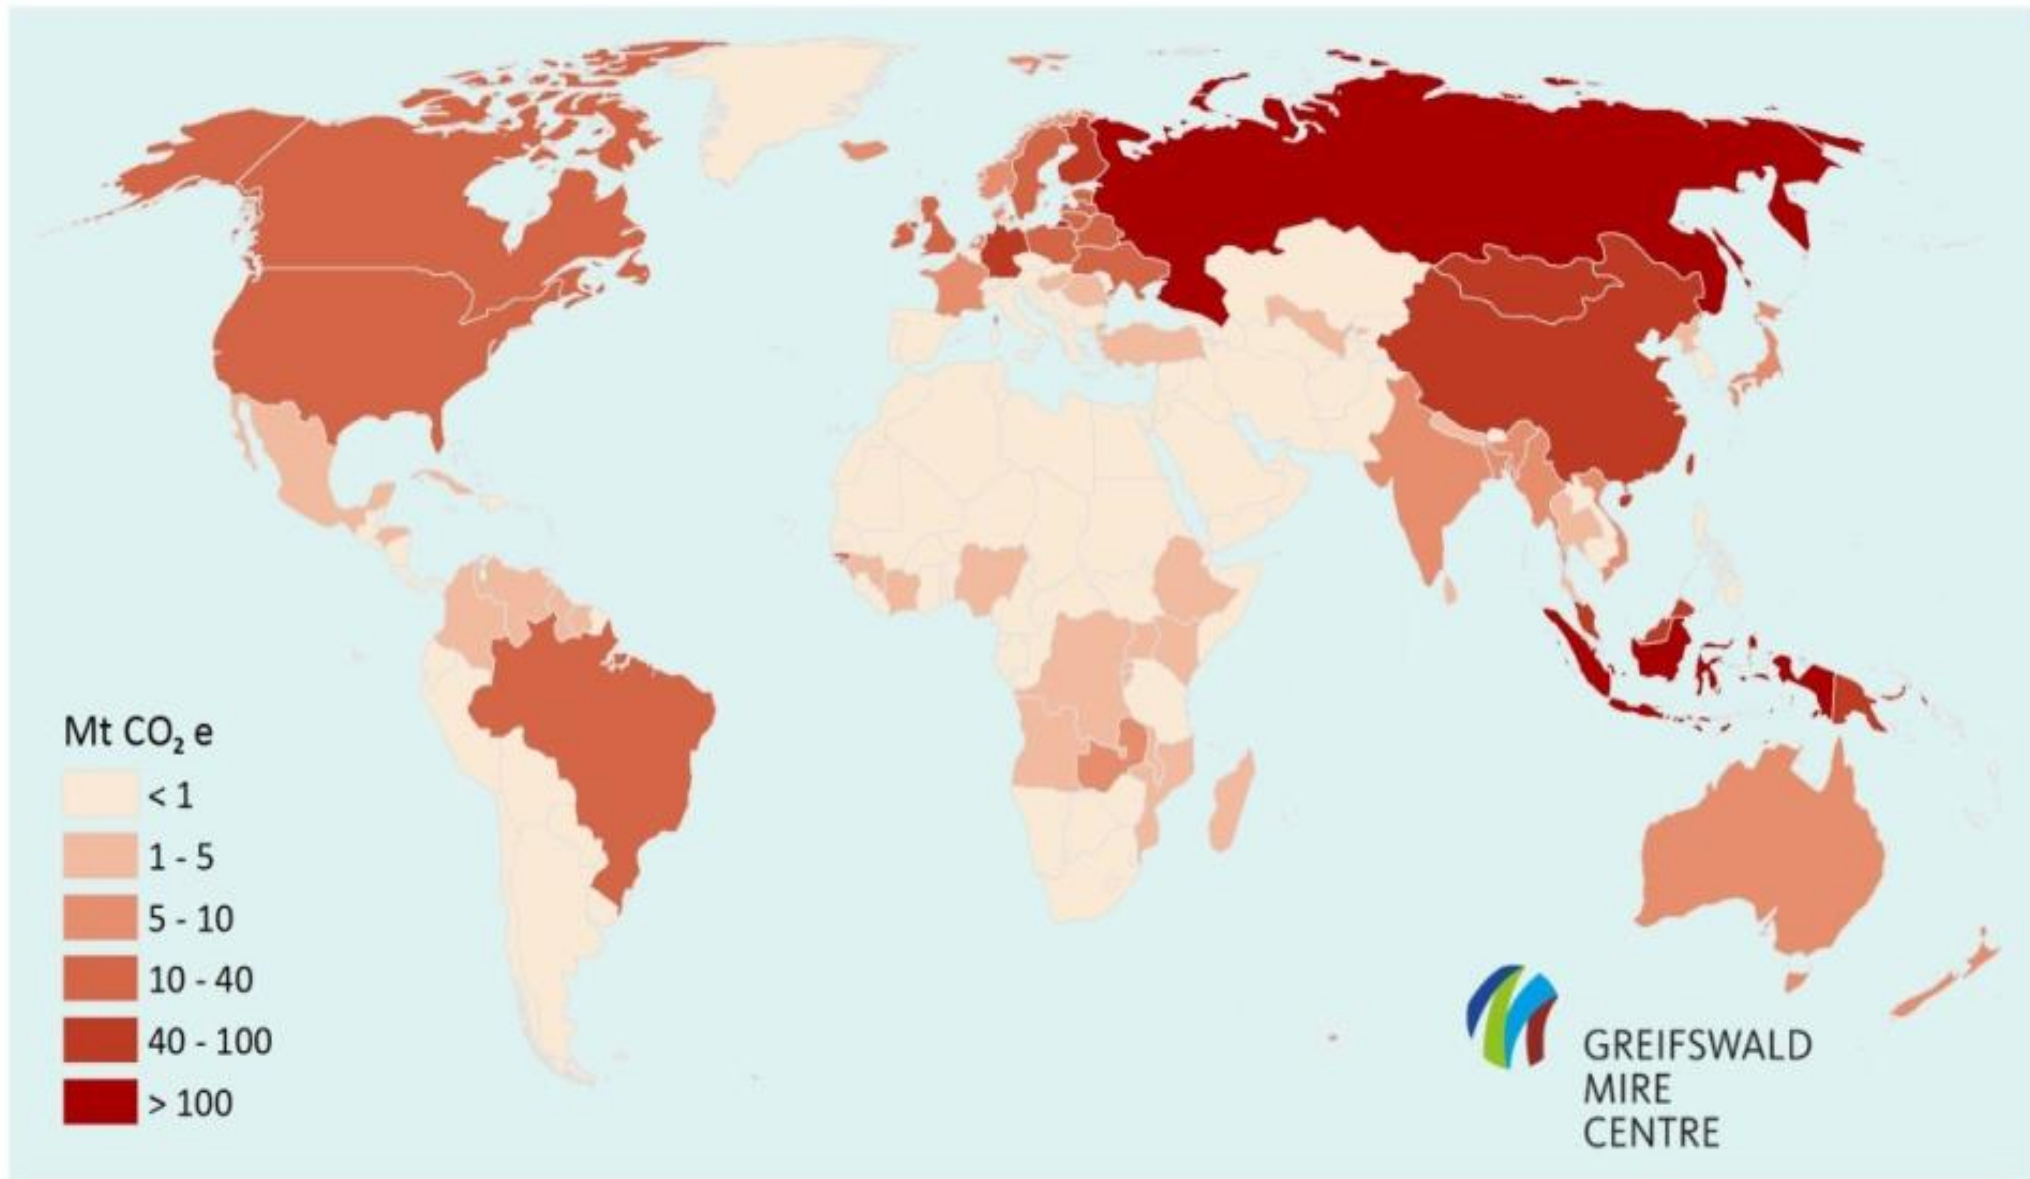 Mt CO₂ e
< 1
1 - 5
5 - 10
10 - 40
40 - 100
> 100
GREIFSWALD
MIRE
CENTRE